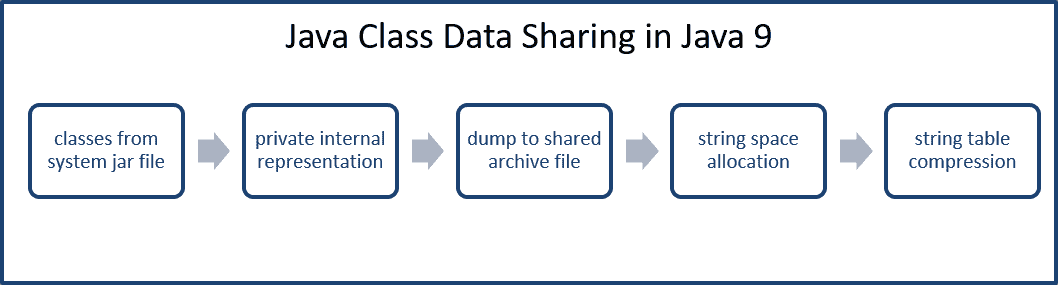 Java Class Data Sharing in Java 9
classes from
system jar file
private internal
representation
dump to shared
archive file
string space
allocation
string table
compression